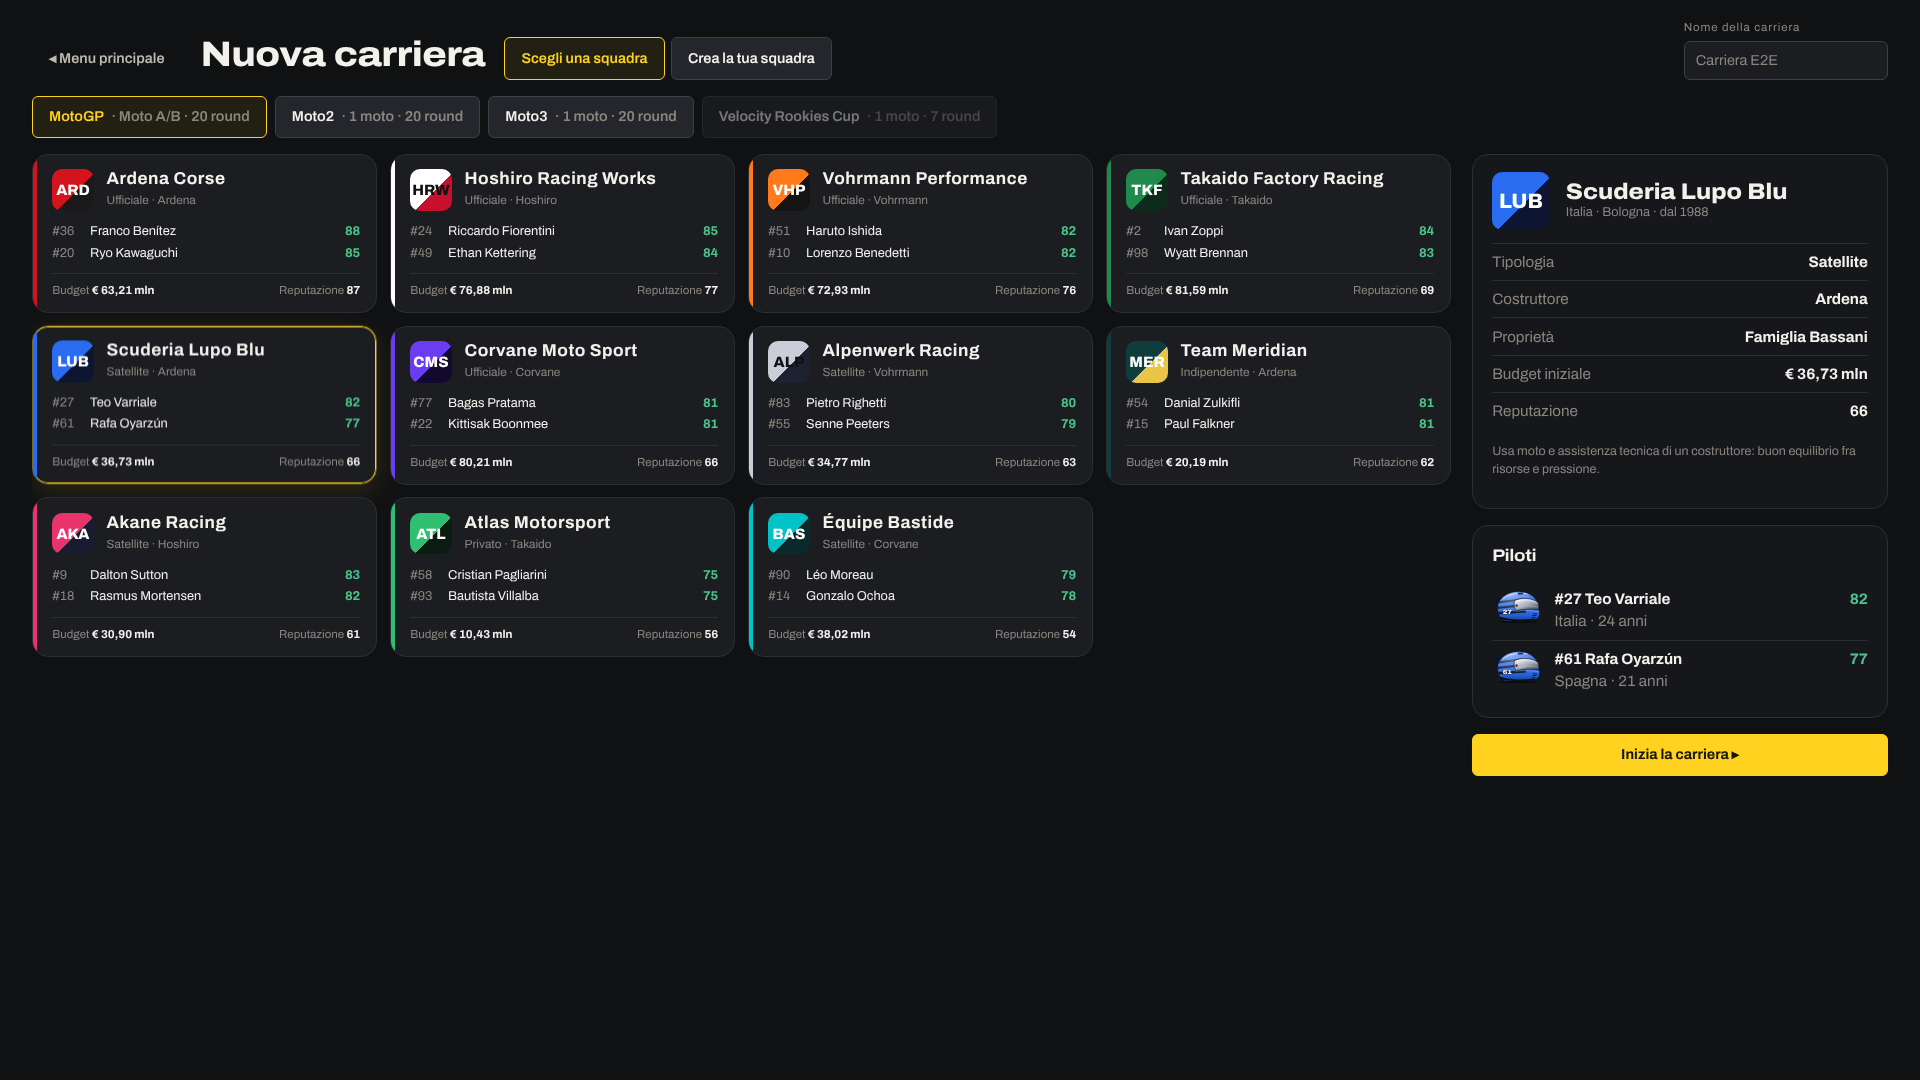 Nome della carriera
◂ Menu principale
Nuova carriera
Scegli una squadra
Crea la tua squadra
Carriera E2E
MotoGP · Moto A/B · 20 round
Moto2 · 1 moto · 20 round
Moto3 · 1 moto · 20 round
Velocity Rookies Cup · 1 moto · 7 round
ARD
Ardena Corse
Ufficiale · Ardena
#36 Franco Benítez 88
#20 Ryo Kawaguchi 85
Budget € 63,21 mln Reputazione 87
HRW
Hoshiro Racing Works
Ufficiale · Hoshiro
#24 Riccardo Fiorentini 85
#49 Ethan Kettering 84
Budget € 76,88 mln Reputazione 77
VHP
Vohrmann Performance
Ufficiale · Vohrmann
#51 Haruto Ishida 82
#10 Lorenzo Benedetti 82
Budget € 72,93 mln Reputazione 76
TKF
Takaido Factory Racing
Ufficiale · Takaido
#2 Ivan Zoppi 84
#98 Wyatt Brennan 83
Budget € 81,59 mln Reputazione 69
LUB
Scuderia Lupo Blu
Satellite · Ardena
#27 Teo Varriale 82
#61 Rafa Oyarzún 77
Budget € 36,73 mln Reputazione 66
CMS
Corvane Moto Sport
Ufficiale · Corvane
#77 Bagas Pratama 81
#22 Kittisak Boonmee 81
Budget € 80,21 mln Reputazione 66
ALP
Alpenwerk Racing
Satellite · Vohrmann
#83 Pietro Righetti 80
#55 Senne Peeters 79
Budget € 34,77 mln Reputazione 63
MER
Team Meridian
Indipendente · Ardena
#54 Danial Zulkifli 81
#15 Paul Falkner 81
Budget € 20,19 mln Reputazione 62
AKA
Akane Racing
Satellite · Hoshiro
#9 Dalton Sutton 83
#18 Rasmus Mortensen 82
Budget € 30,90 mln Reputazione 61
ATL
Atlas Motorsport
Privato · Takaido
#58 Cristian Pagliarini 75
#93 Bautista Villalba 75
Budget € 10,43 mln Reputazione 56
BAS
Équipe Bastide
Satellite · Corvane
#90 Léo Moreau 79
#14 Gonzalo Ochoa 78
Budget € 38,02 mln Reputazione 54
LUB
Scuderia Lupo Blu
Italia · Bologna · dal 1988
Tipologia Satellite
Costruttore Ardena
Proprietà Famiglia Bassani
Budget iniziale € 36,73 mln
Reputazione 66
Usa moto e assistenza tecnica di un costruttore: buon equilibrio fra
risorse e pressione.
Piloti
27
#27 Teo Varriale 82
Italia · 24 anni
61
#61 Rafa Oyarzún 77
Spagna · 21 anni
Inizia la carriera ▸